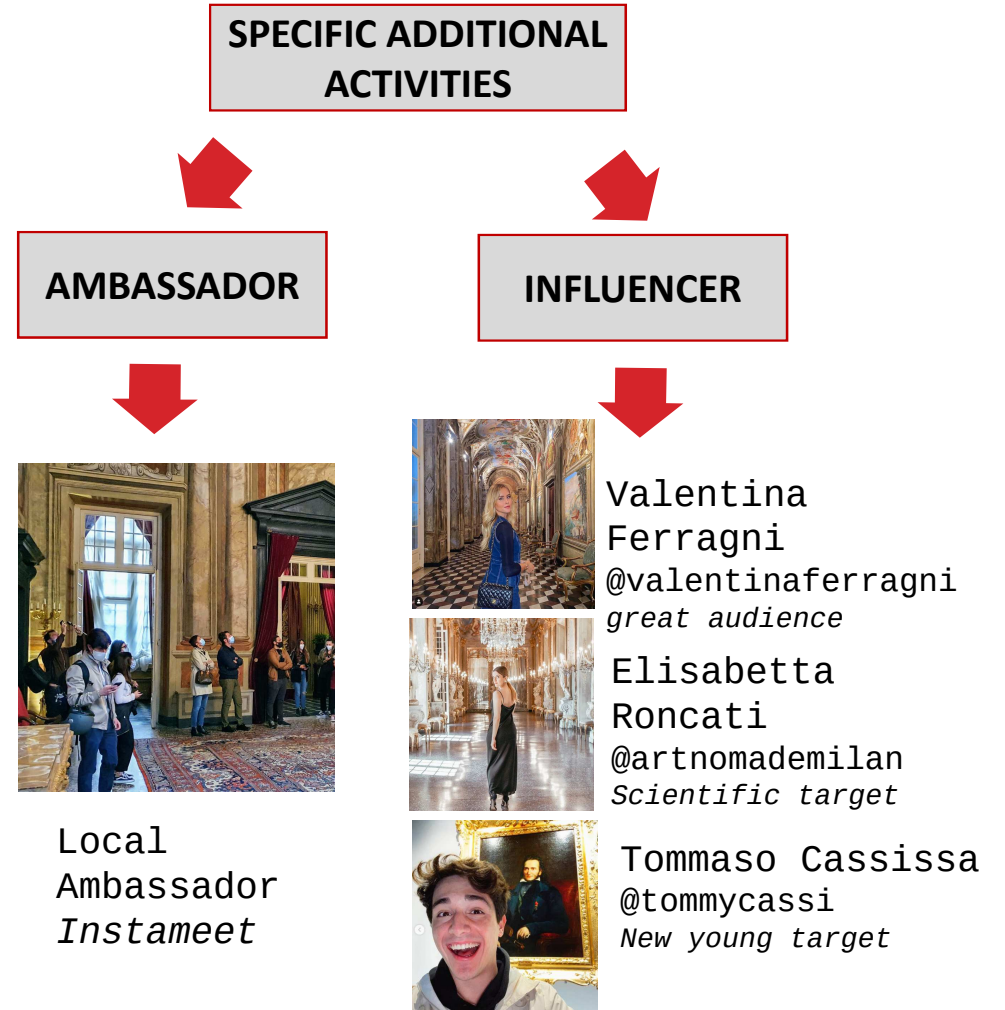 SPECIFIC ADDITIONAL
ACTIVITIES
AMBASSADOR
INFLUENCER
Local
Ambassador
Instameet
Valentina
Ferragni
@valentinaferragni
great audience
Elisabetta
Roncati
@artnomademilan
Scientific target
Tommaso Cassissa
@tommycassi
New young target